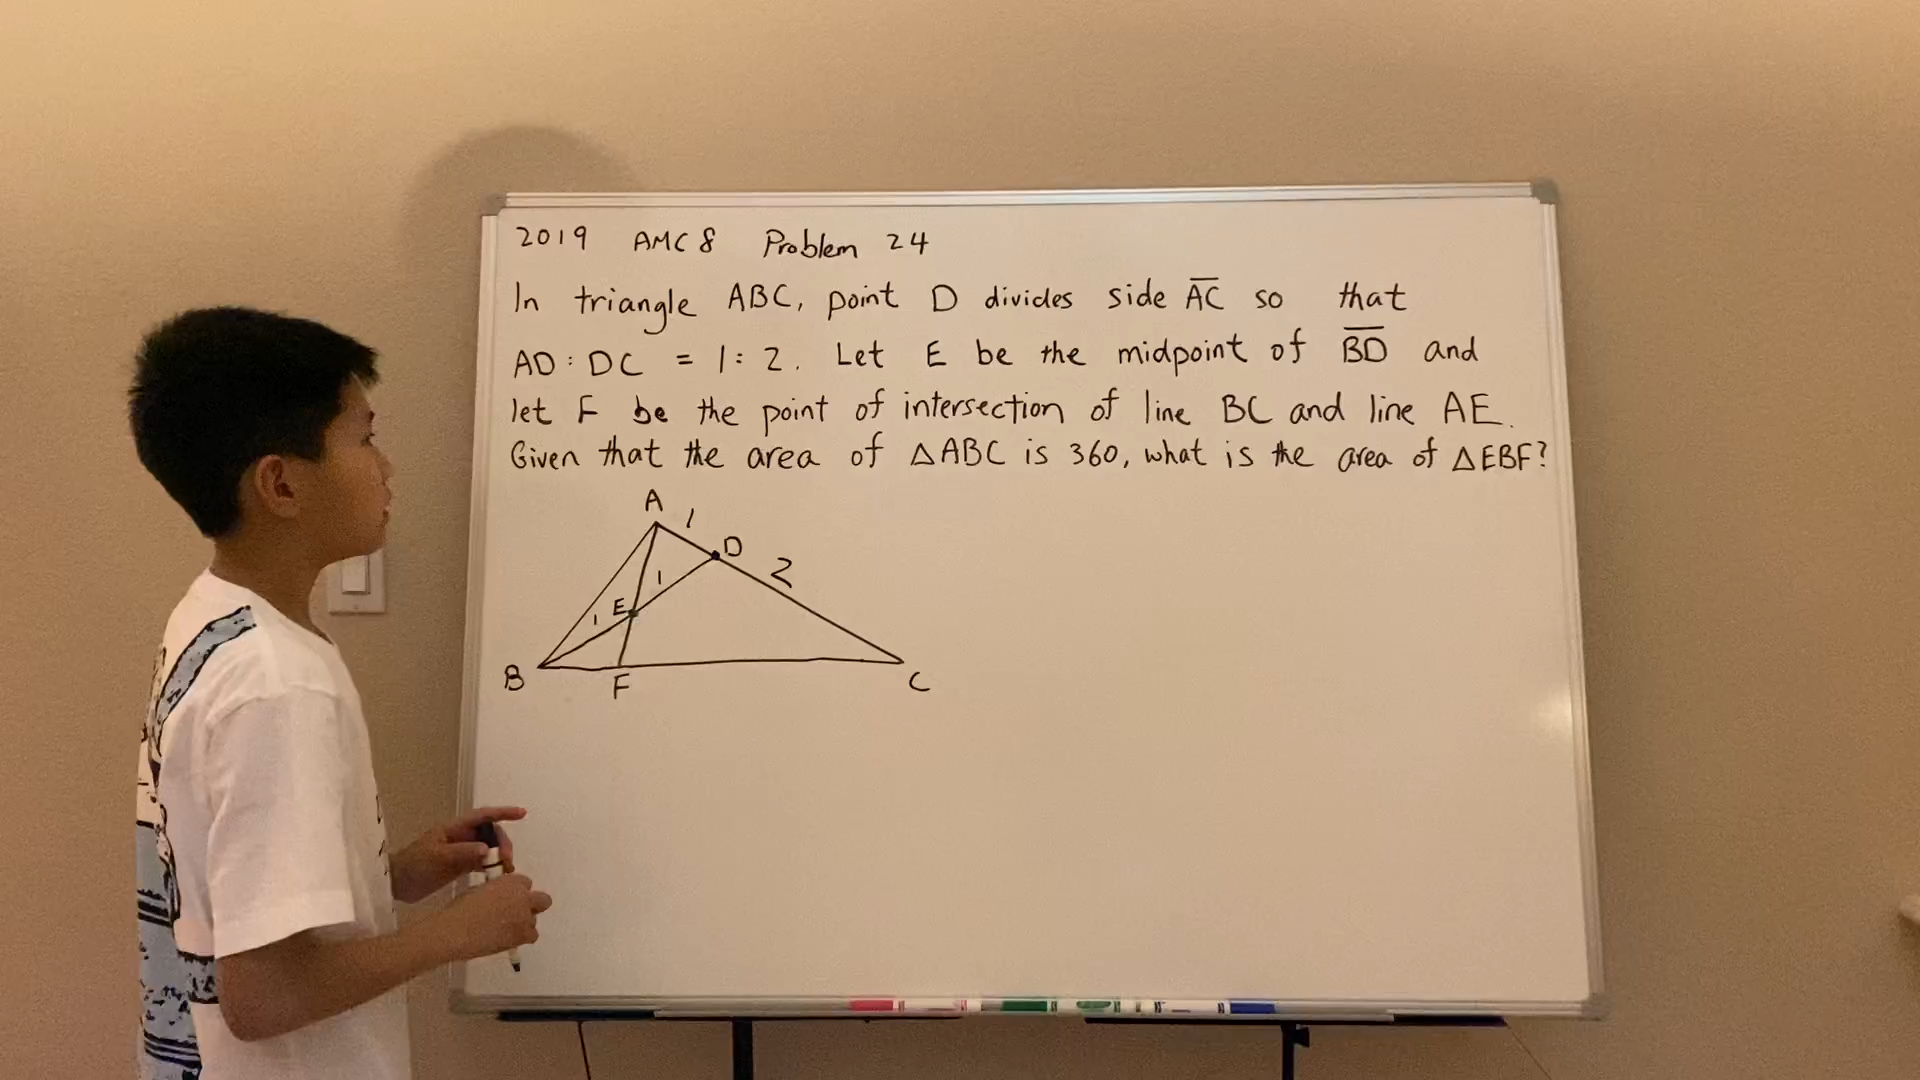 2019 AMC 8 Problem 24
In triangle ABC, point D divides side A̅C̅ so that
AD : DC = 1 : 2. Let E be the midpoint of B̅D̅ and
let F be the point of intersection of line BC and line AE.
Given that the area of △ABC is 360, what is the area of △EBF?
A
1
D
2
1
E
1
B
F
C